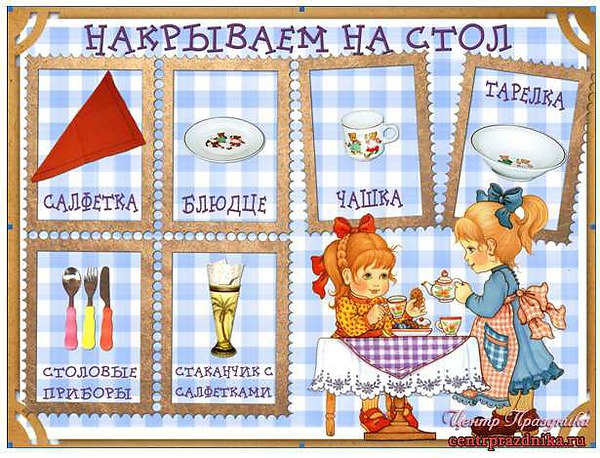 НАКРЫВАЕМ НА СТОЛ
САЛФЕТКА
БЛЮДЦЕ
ЧАШКА
ТАРЕЛКА
СТОЛОВЫЕ
ПРИБОРЫ
СТАКАНЧИК С
САЛФЕТКАМИ
Центр Праздника
centrprazdnika.ru